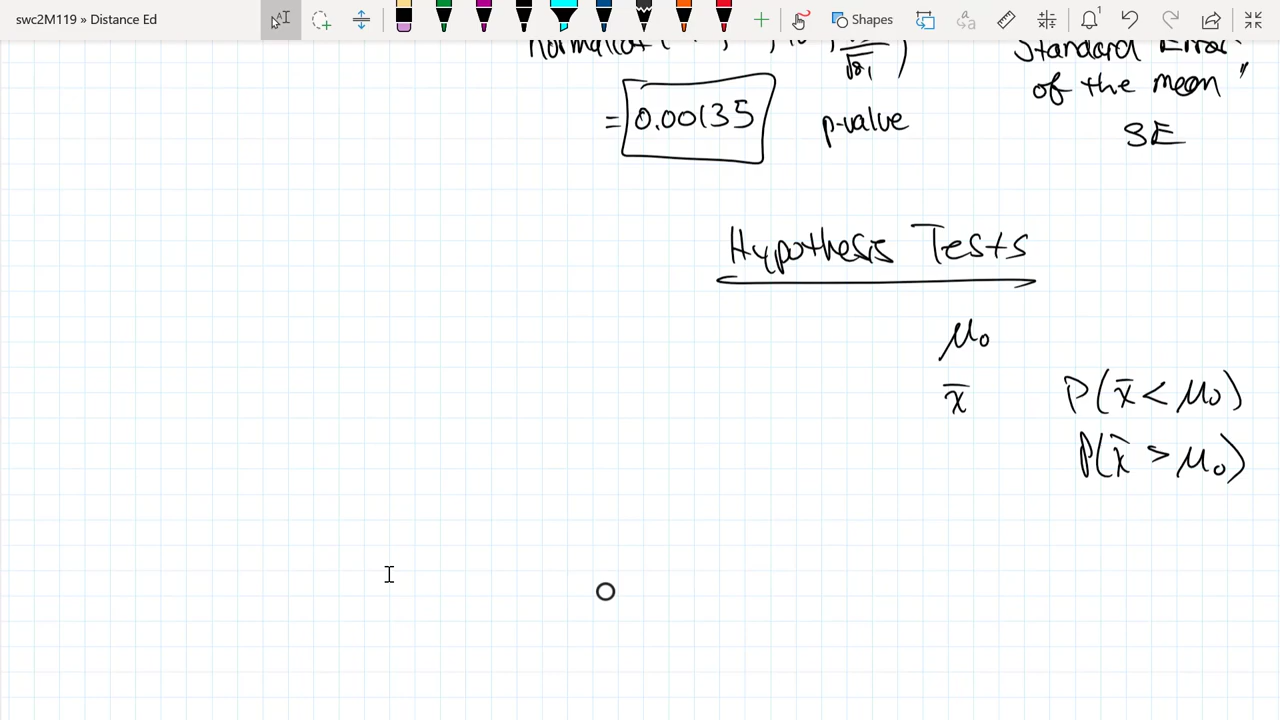 swc2M119 » Distance Ed
Shapes
Standard Error
of the mean"
SE
= 0.00135
p-value
Hypothesis Tests
μ₀
x̄
P(x̄ < μ₀)
P(x̄ > μ₀)